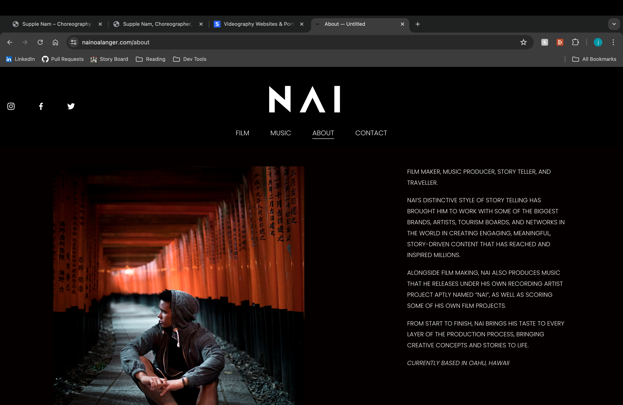 Supple Nam – Choreography
Supple Nam, Choreographer,
Videography Websites & Por
About — Untitled
nainoalanger.com/about
LinkedIn
Pull Requests
Story Board
Reading
Dev Tools
All Bookmarks
NAI
FILM
MUSIC
ABOUT
CONTACT
FILM MAKER, MUSIC PRODUCER, STORY TELLER, AND
TRAVELLER.
NAI'S DISTINCTIVE STYLE OF STORY TELLING HAS
BROUGHT HIM TO WORK WITH SOME OF THE BIGGEST
BRANDS, ARTISTS, TOURISM BOARDS, AND NETWORKS IN
THE WORLD IN CREATING ENGAGING, MEANINGFUL,
STORY-DRIVEN CONTENT THAT HAS REACHED AND
INSPIRED MILLIONS.
ALONGSIDE FILM MAKING, NAI ALSO PRODUCES MUSIC
THAT HE RELEASES UNDER HIS OWN RECORDING ARTIST
PROJECT APTLY NAMED "NAI", AS WELL AS SCORING
SOME OF HIS OWN FILM PROJECTS.
FROM START TO FINISH, NAI BRINGS HIS TASTE TO EVERY
LAYER OF THE PRODUCTION PROCESS, BRINGING
CREATIVE CONCEPTS AND STORIES TO LIFE.
CURRENTLY BASED IN OAHU, HAWAII